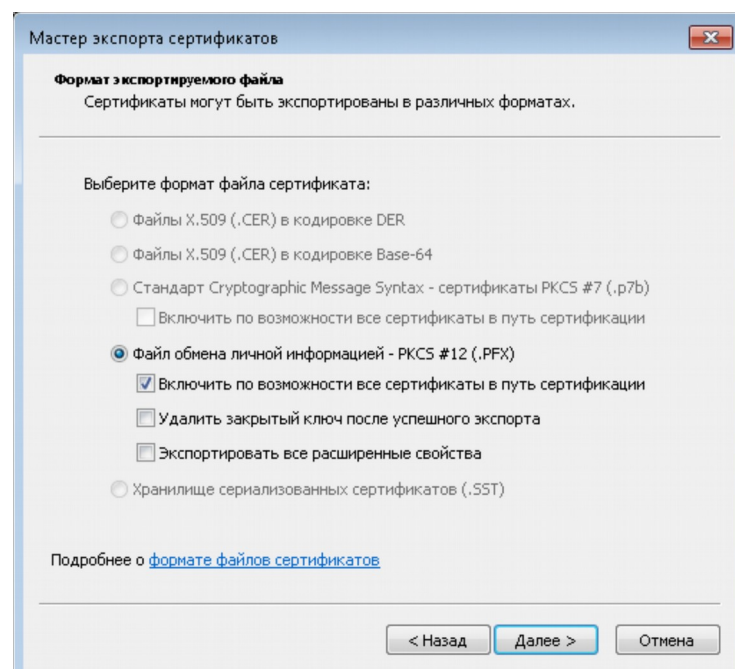 Мастер экспорта сертификатов
Формат экспортируемого файла
Сертификаты могут быть экспортированы в различных форматах.
Выберите формат файла сертификата:
Файлы X.509 (.CER) в кодировке DER
Файлы X.509 (.CER) в кодировке Base-64
Стандарт Cryptographic Message Syntax - сертификаты PKCS #7 (.p7b)
Включить по возможности все сертификаты в путь сертификации
Файл обмена личной информацией - PKCS #12 (.PFX)
Включить по возможности все сертификаты в путь сертификации
Удалить закрытый ключ после успешного экспорта
Экспортировать все расширенные свойства
Хранилище сериализованных сертификатов (.SST)
Подробнее о формате файлов сертификатов
< Назад Далее > Отмена